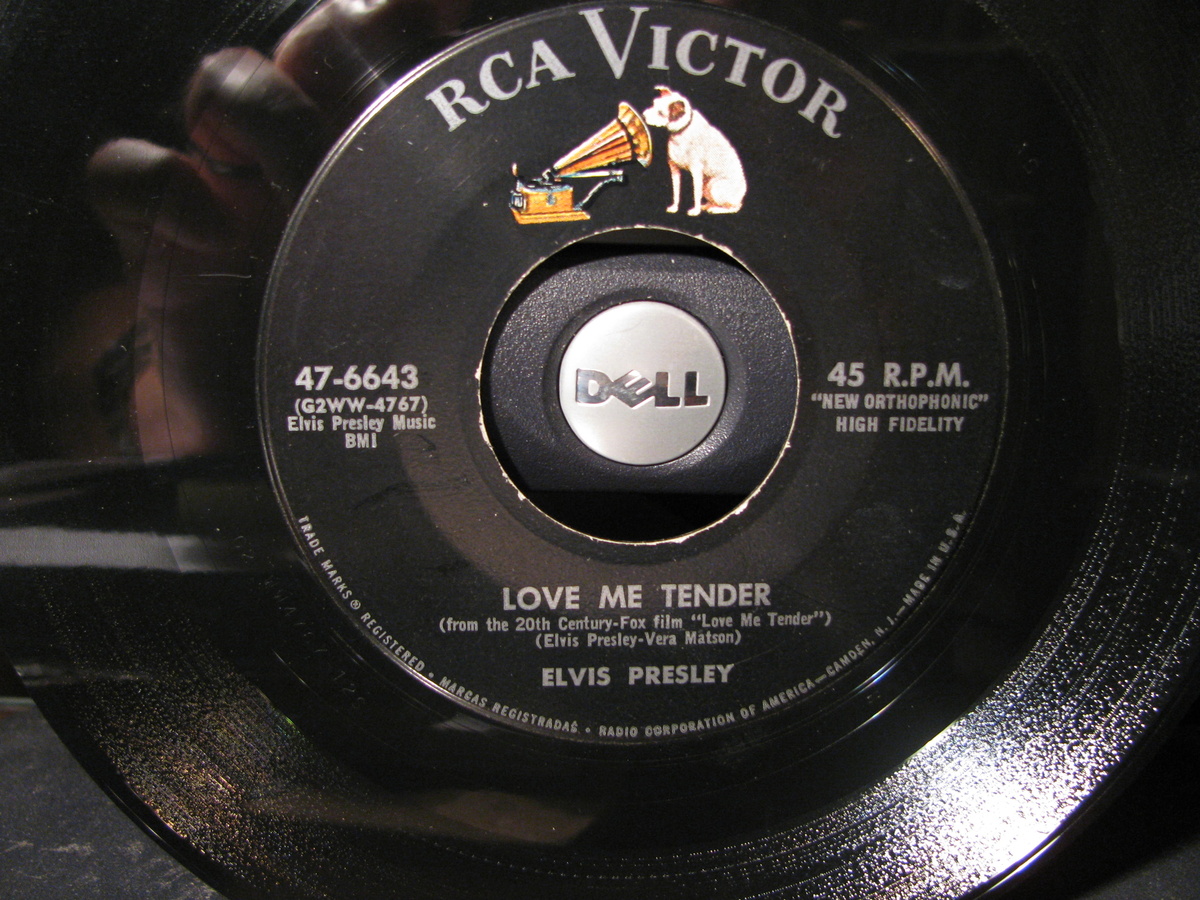 RCA VICTOR
47-6643
(G2WW-4767)
Elvis Presley Music
BMI
DELL
45 R.P.M.
"NEW ORTHOPHONIC"
HIGH FIDELITY
LOVE ME TENDER
(from the 20th Century-Fox film "Love Me Tender")
(Elvis Presley-Vera Matson)
ELVIS PRESLEY
TRADE MARKS ® REGISTERED • MARCAS REGISTRADAS • RADIO CORPORATION OF AMERICA—CAMDEN, N. J.—MADE IN U.S.A.